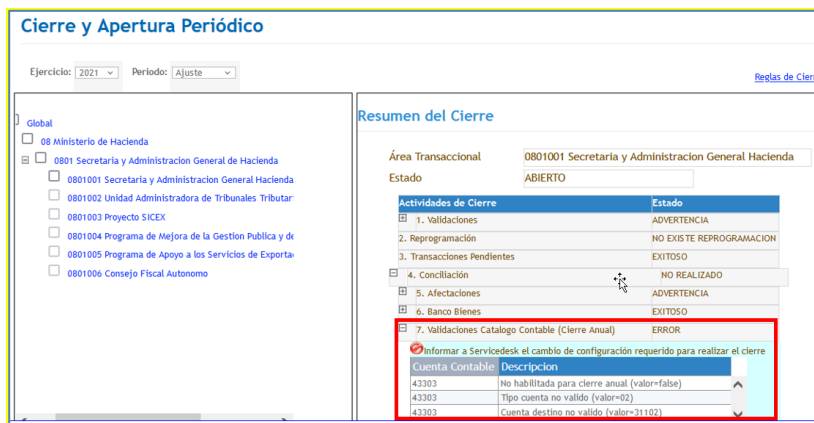 Cierre y Apertura Periódico
Ejercicio: 2021 Periodo: Ajuste
Reglas de Cier
Global
08 Ministerio de Hacienda
0801 Secretaria y Administracion General de Hacienda
0801001 Secretaria y Administracion General Hacienda
0801002 Unidad Administradora de Tribunales Tributar
0801003 Proyecto SICEX
0801004 Programa de Mejora de la Gestion Publica y de
0801005 Programa de Apoyo a los Servicios de Exporta
0801006 Consejo Fiscal Autonomo
Resumen del Cierre
Área Transaccional 0801001 Secretaria y Administracion General Hacienda
Estado ABIERTO
Actividades de Cierre Estado
1. Validaciones ADVERTENCIA
2. Reprogramación NO EXISTE REPROGRAMACION
3. Transacciones Pendientes EXITOSO
4. Conciliación NO REALIZADO
5. Afectaciones ADVERTENCIA
6. Banco Bienes EXITOSO
7. Validaciones Catalogo Contable (Cierre Anual) ERROR
Informar a Servicedesk el cambio de configuración requerido para realizar el cierre
Cuenta Contable Descripcion
43303 No habilitada para cierre anual (valor=false)
43303 Tipo cuenta no valido (valor=02)
43303 Cuenta destino no valido (valor=31102)